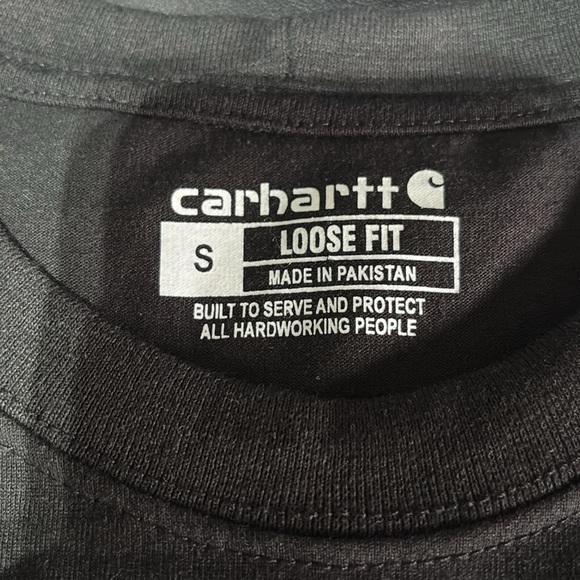 carhartt
S
LOOSE FIT
MADE IN PAKISTAN
BUILT TO SERVE AND PROTECT
ALL HARDWORKING PEOPLE